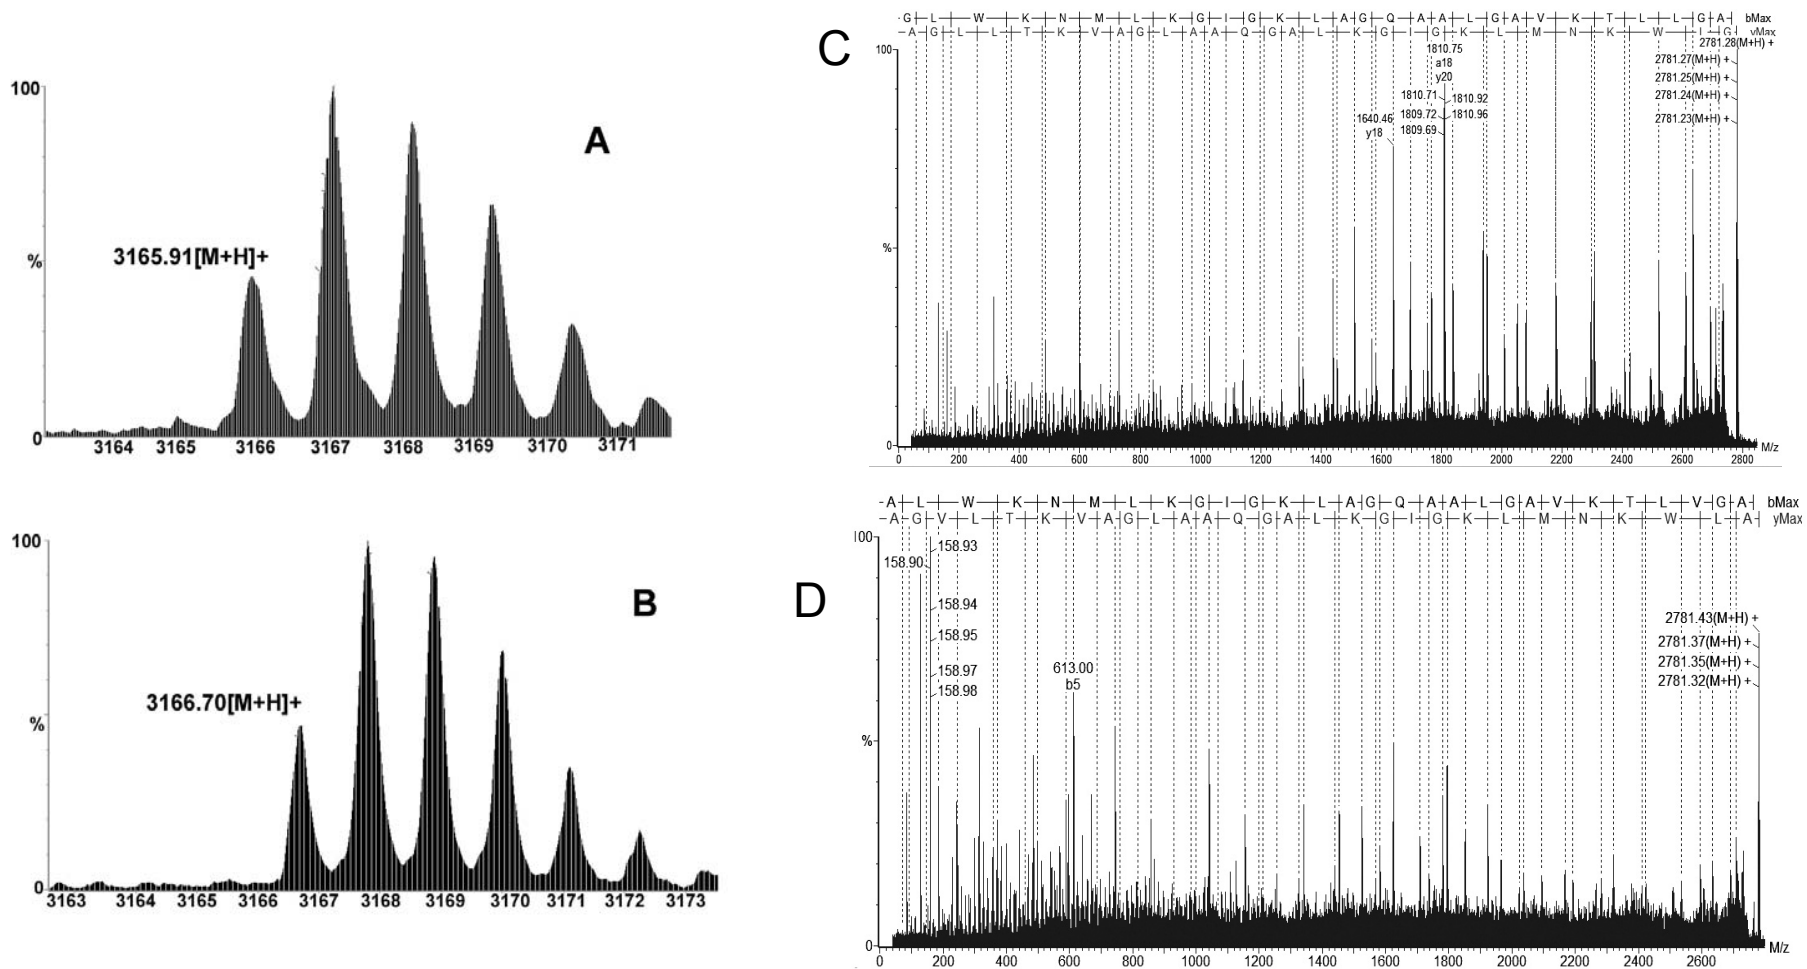 A
100
3165.91[M+H]+
%
0
3164 3165 3166 3167 3168 3169 3170 3171
B
100
3166.70[M+H]+
%
0
3163 3164 3165 3166 3167 3168 3169 3170 3171 3172 3173
C
G L W K N M L K G I G K L A G Q A A L G A V K T L L G A bMax
A G L L T K V A G L A A Q G A L K G I G K L M N K W L G yMax
100
1810.75
a18
y20
1810.71 1810.92
1809.72 1810.96
1809.69
1640.46
y18
2781.28(M+H) +
2781.27(M+H) +
2781.25(M+H) +
2781.24(M+H) +
2781.23(M+H) +
%
0
0 200 400 600 800 1000 1200 1400 1600 1800 2000 2200 2400 2600 2800 M/z
D
A L W K N M L K G I G K L A G Q A A L G A V K T L V G A bMax
A G V L T K V A G L A A Q G A L K G I G K L M N K W L A yMax
100
158.93
158.90
158.94
158.95
158.97
158.98
613.00
b5
2781.43(M+H) +
2781.37(M+H) +
2781.35(M+H) +
2781.32(M+H) +
%
0
0 200 400 600 800 1000 1200 1400 1600 1800 2000 2200 2400 2600 M/z